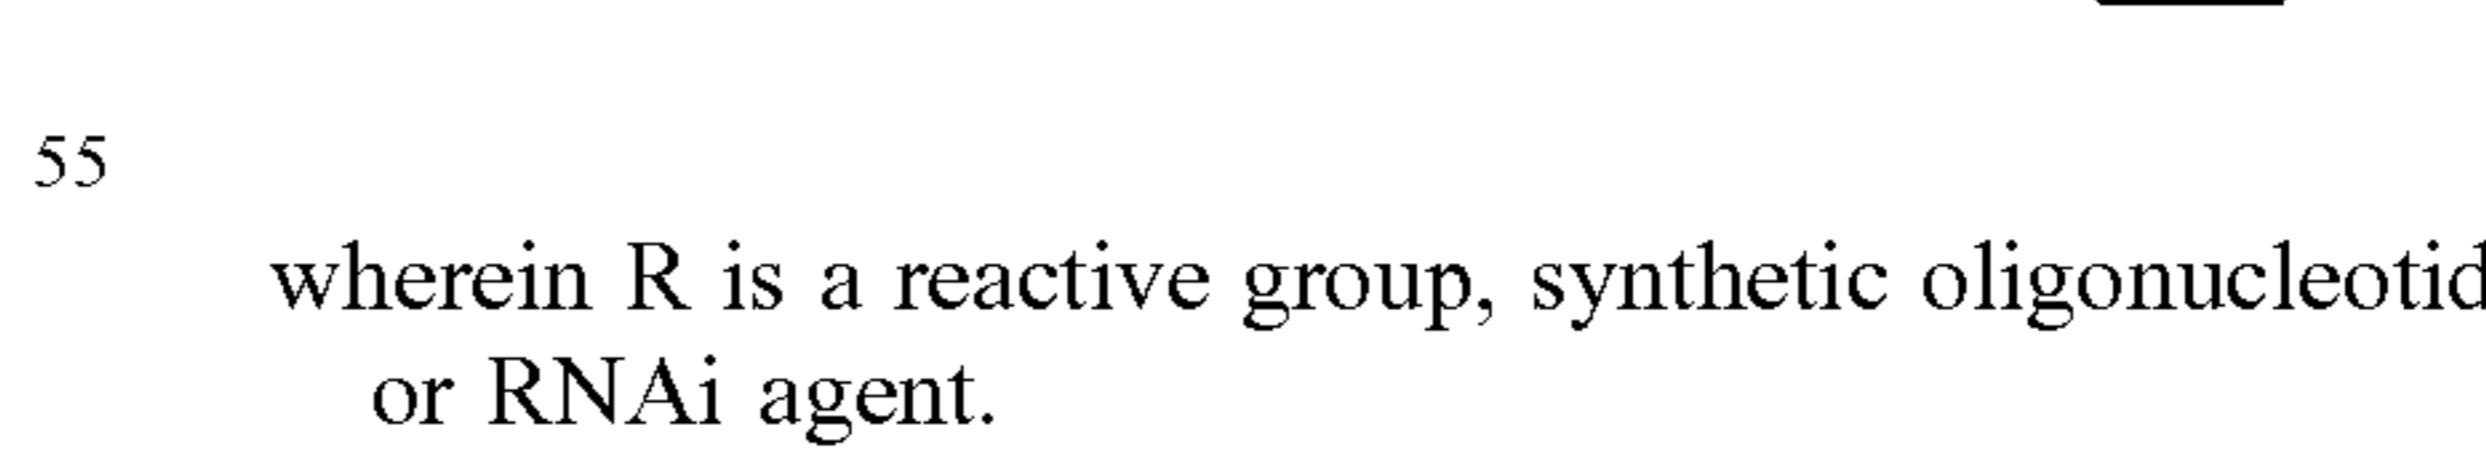 55
wherein R is a reactive group, synthetic oligonucleotid
or RNAi agent.